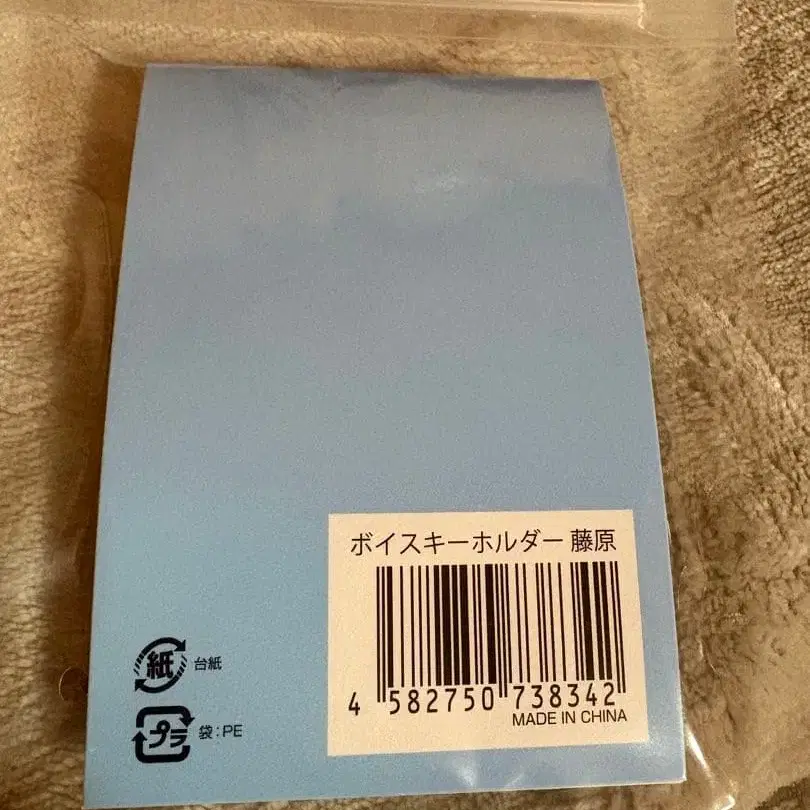 ボイスキーホルダー 藤原
4 582750 738342
MADE IN CHINA
紙 台紙
プラ 袋:PE